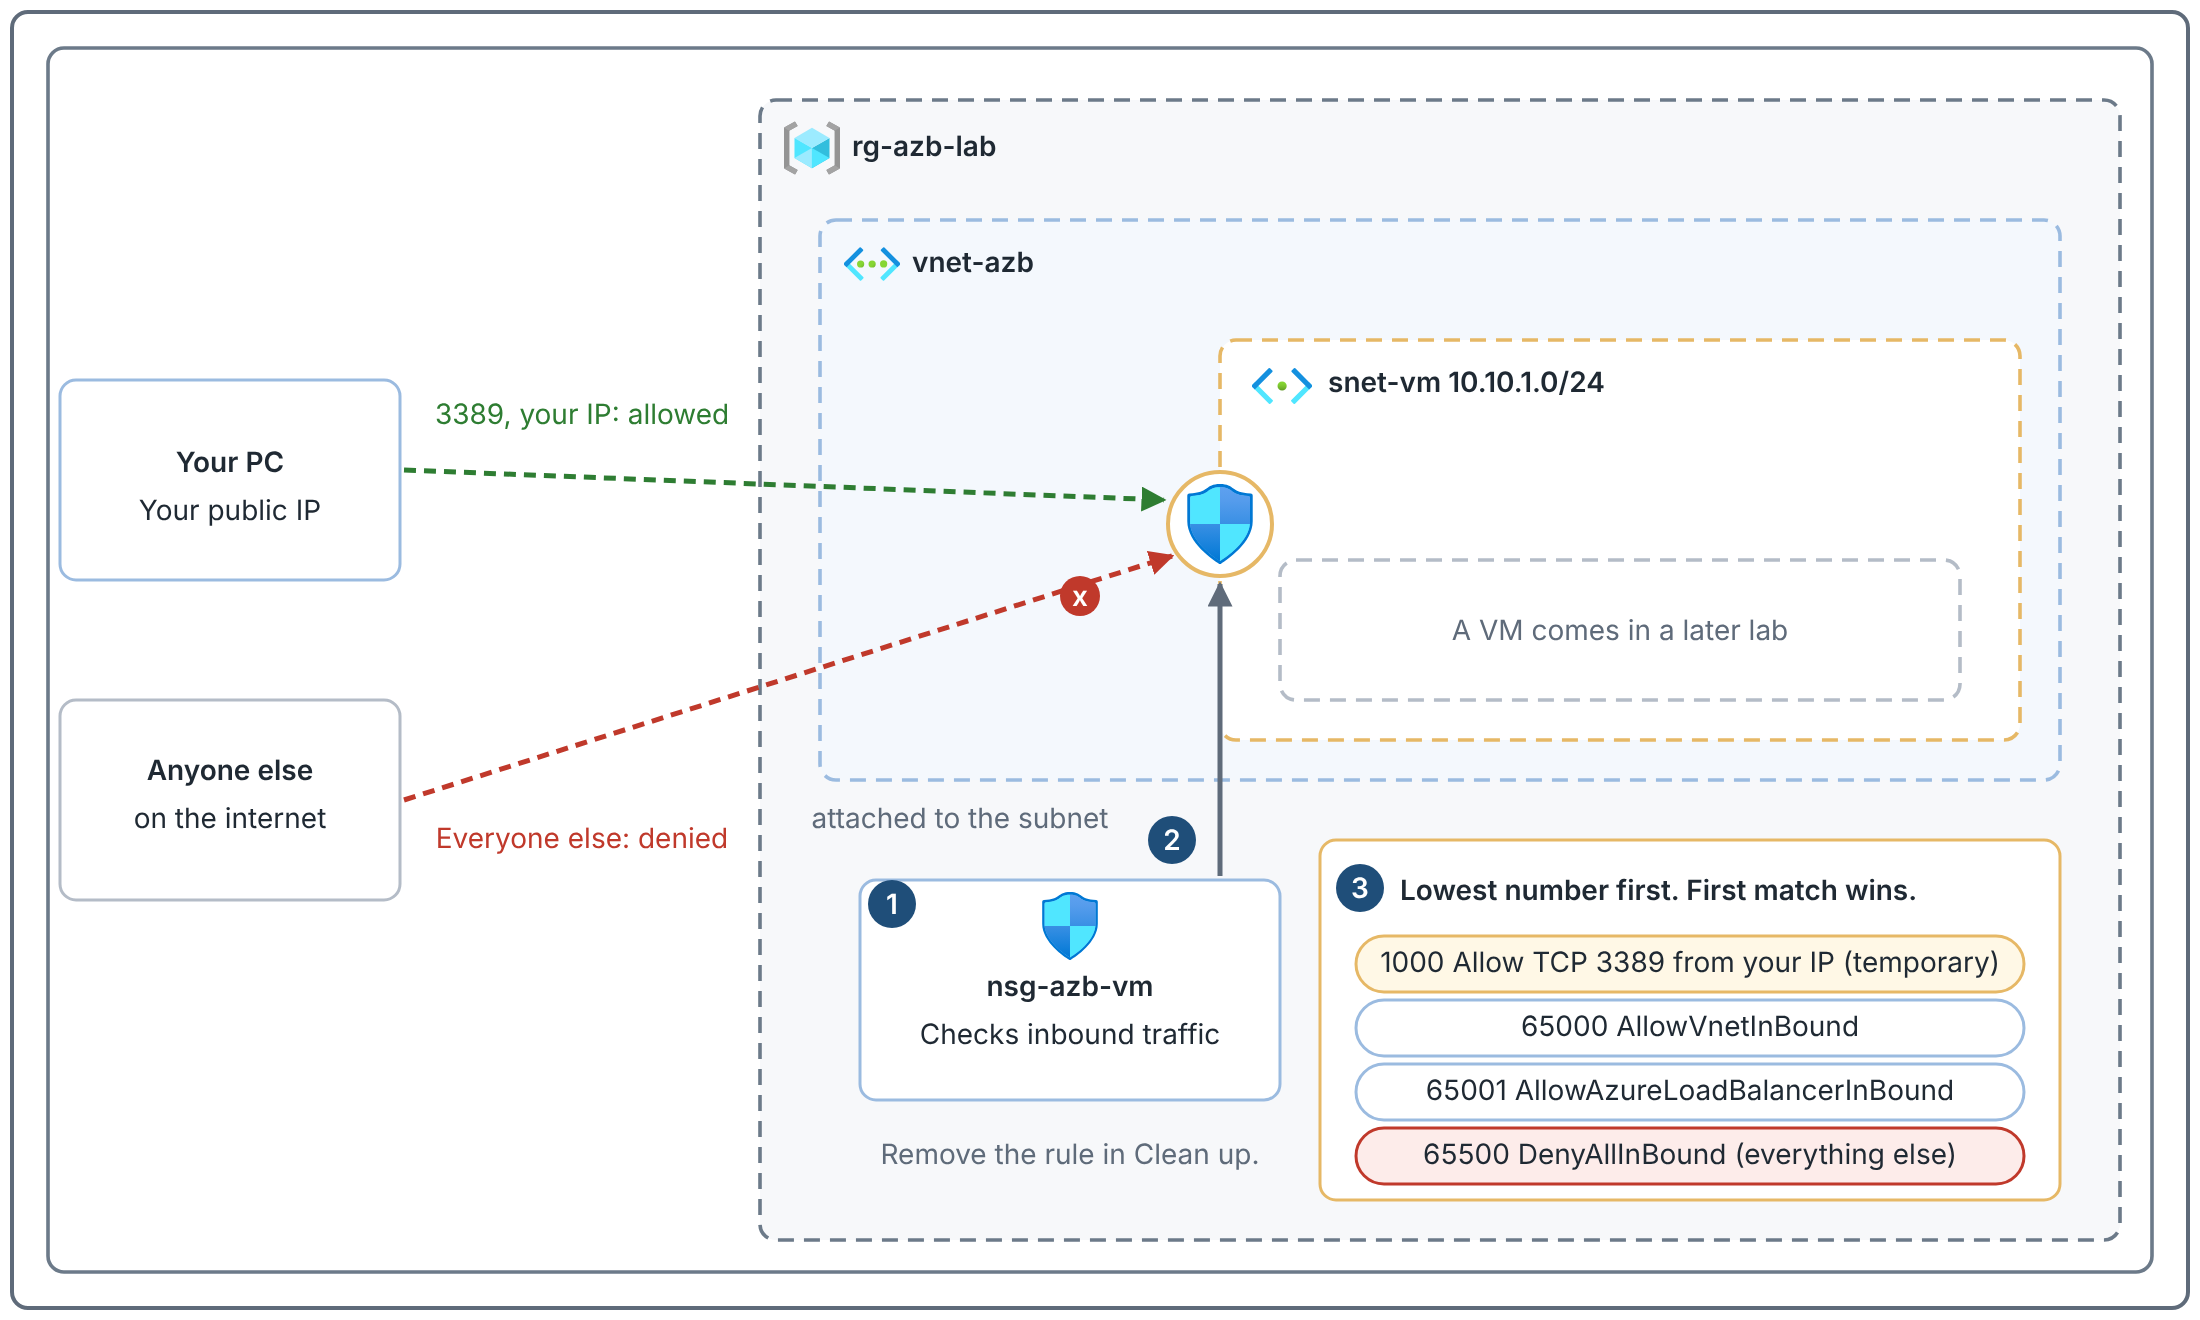 rg-azb-lab
vnet-azb
snet-vm 10.10.1.0/24
Your PC
Your public IP
3389, your IP: allowed
x
A VM comes in a later lab
Anyone else
on the internet
Everyone else: denied
attached to the subnet
2
1
nsg-azb-vm
Checks inbound traffic
Remove the rule in Clean up.
3 Lowest number first. First match wins.
1000 Allow TCP 3389 from your IP (temporary)
65000 AllowVnetInBound
65001 AllowAzureLoadBalancerInBound
65500 DenyAllInBound (everything else)